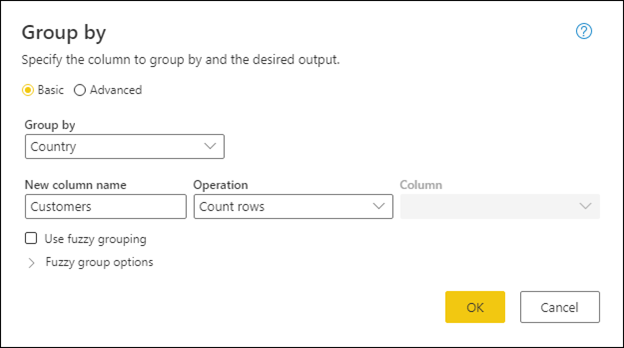 Group by
Specify the column to group by and the desired output.
Basic Advanced
Group by
Country
New column name Operation Column
Customers Count rows
Use fuzzy grouping
Fuzzy group options
OK Cancel